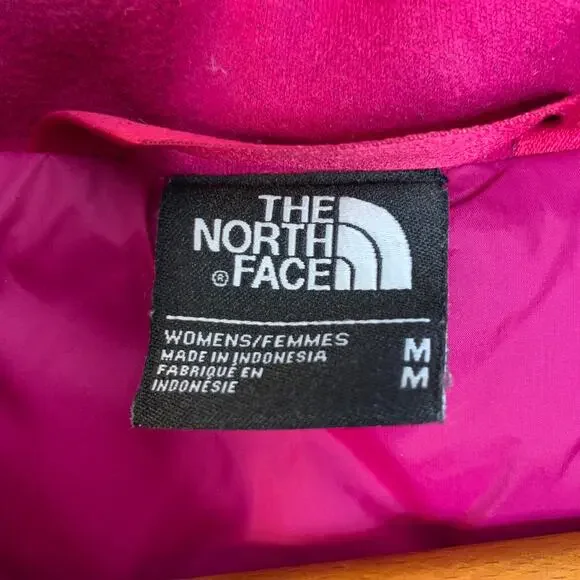 THE
NORTH
® FACE
WOMENS/FEMMES M
MADE IN INDONESIA
FABRIQUÉ EN M
INDONÉSIE